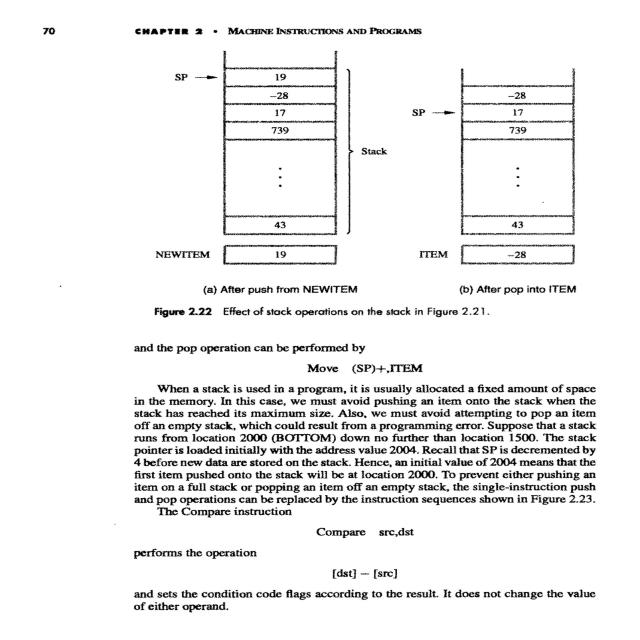 70 CHAPTER 2 • MACHINE INSTRUCTIONS AND PROGRAMS
SP
19
−28
17
739
43
Stack
NEWITEM 19
(a) After push from NEWITEM
SP
−28
17
739
43
ITEM −28
(b) After pop into ITEM
Figure 2.22 Effect of stack operations on the stack in Figure 2.21.
and the pop operation can be performed by
Move (SP)+,ITEM
When a stack is used in a program, it is usually allocated a fixed amount of space
in the memory. In this case, we must avoid pushing an item onto the stack when the
stack has reached its maximum size. Also, we must avoid attempting to pop an item
off an empty stack, which could result from a programming error. Suppose that a stack
runs from location 2000 (BOTTOM) down no further than location 1500. The stack
pointer is loaded initially with the address value 2004. Recall that SP is decremented by
4 before new data are stored on the stack. Hence, an initial value of 2004 means that the
first item pushed onto the stack will be at location 2000. To prevent either pushing an
item on a full stack or popping an item off an empty stack, the single-instruction push
and pop operations can be replaced by the instruction sequences shown in Figure 2.23.
The Compare instruction
Compare src,dst
performs the operation
[dst] − [src]
and sets the condition code flags according to the result. It does not change the value
of either operand.